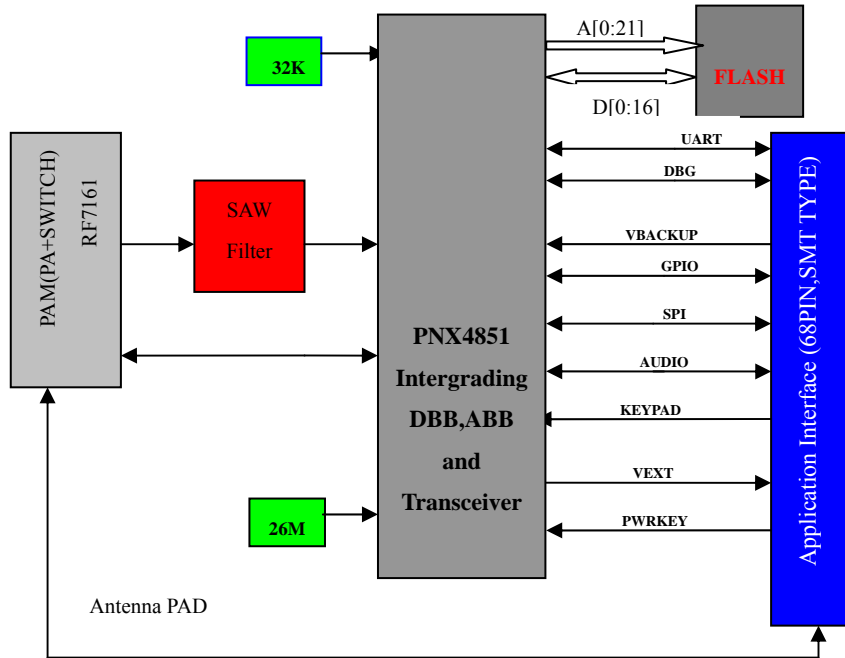 A[0:21]
32K
FLASH
D[0:16]
UART
DBG
PAM(PA+SWITCH)
RF7161
SAW
Filter
VBACKUP
GPIO
SPI
PNX4851
Intergrading
DBB,ABB
and
Transceiver
AUDIO
KEYPAD
VEXT
PWRKEY
26M
Application Interface (68PIN,SMT TYPE)
Antenna PAD